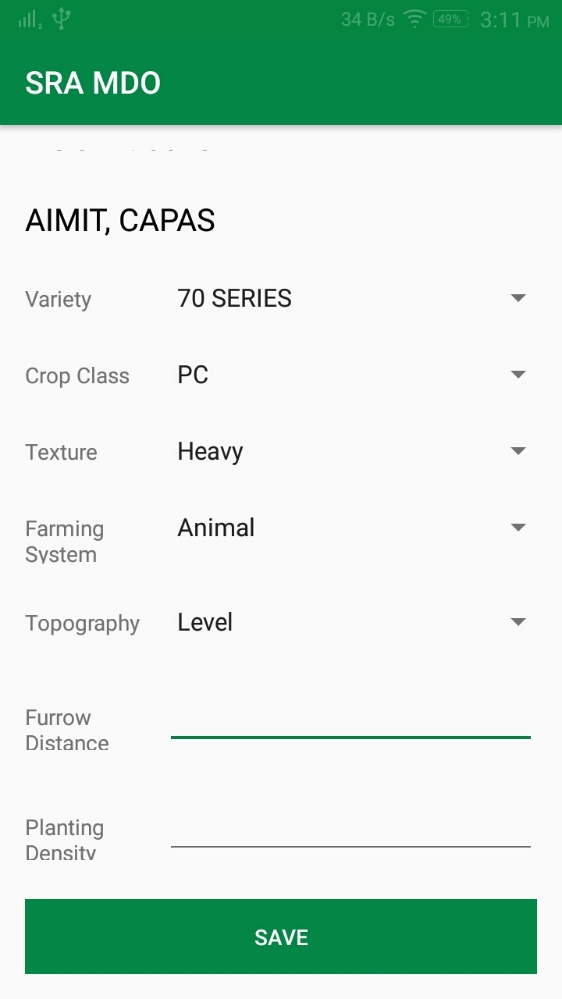 34 B/s 49% 3:11 PM
SRA MDO
AIMIT, CAPAS
Variety 70 SERIES
Crop Class PC
Texture Heavy
Farming Animal
System
Topography Level
Furrow
Distance
Planting
Density
SAVE